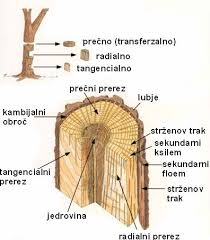 prečno (transferzalno)
radialno
tangencialno
prečni prerez
lubje
kambijalni
obroč
strženov trak
sekundarni
ksilem
sekundarni
floem
tangencialni
prerez
strženov
trak
jedrovina
radialni prerez